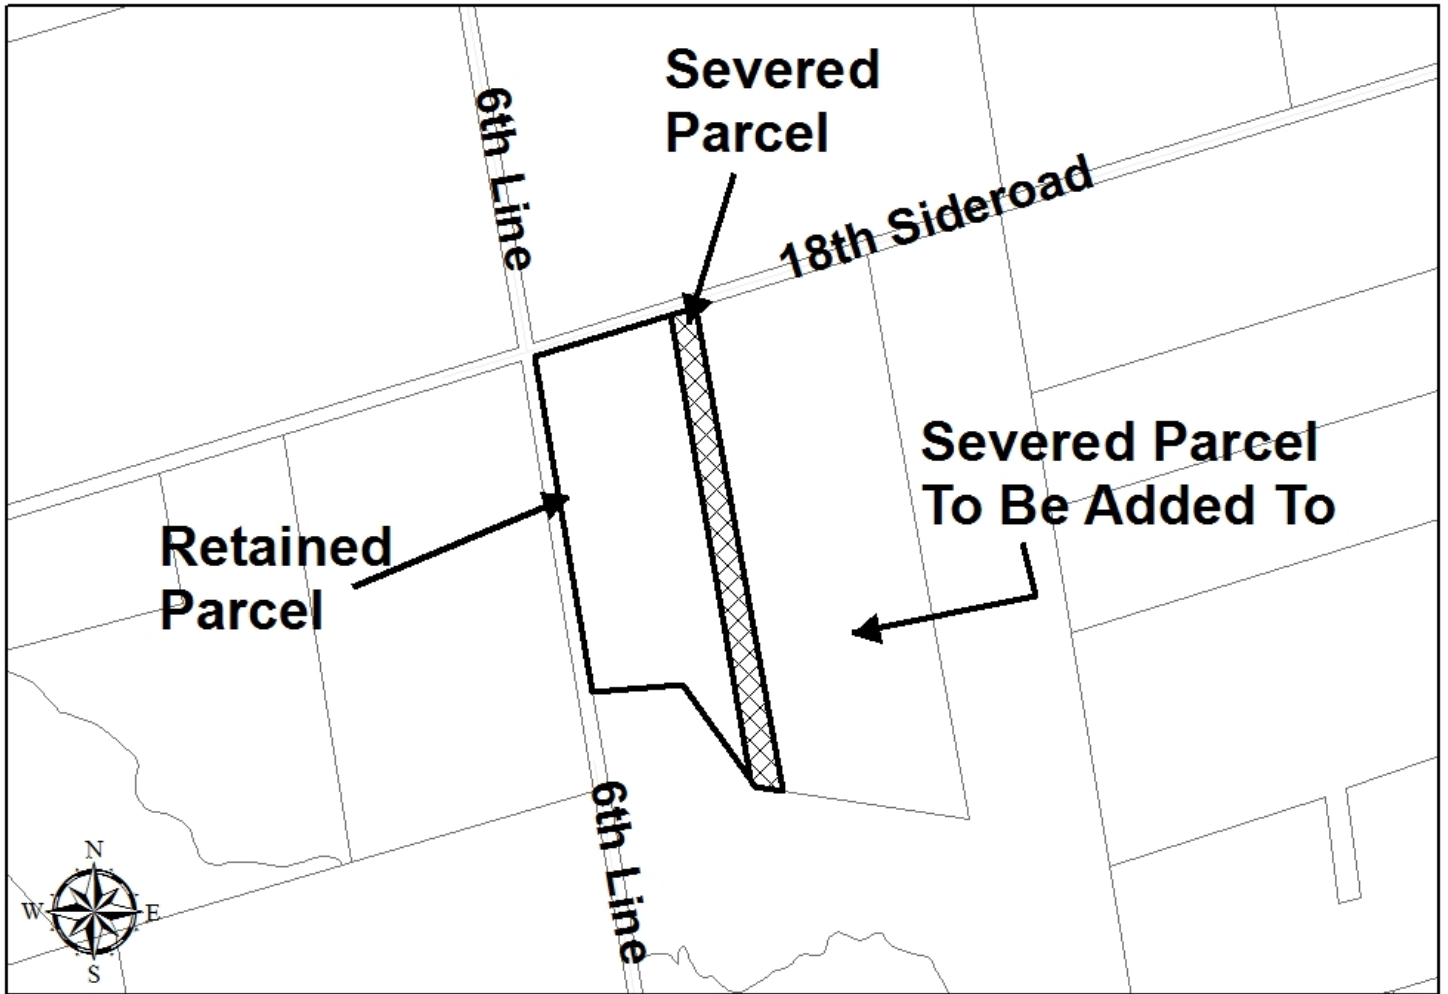 Severed
Parcel
6th Line
18th Sideroad
Severed Parcel
To Be Added To
Retained
Parcel
6th Line
N
W
E
S